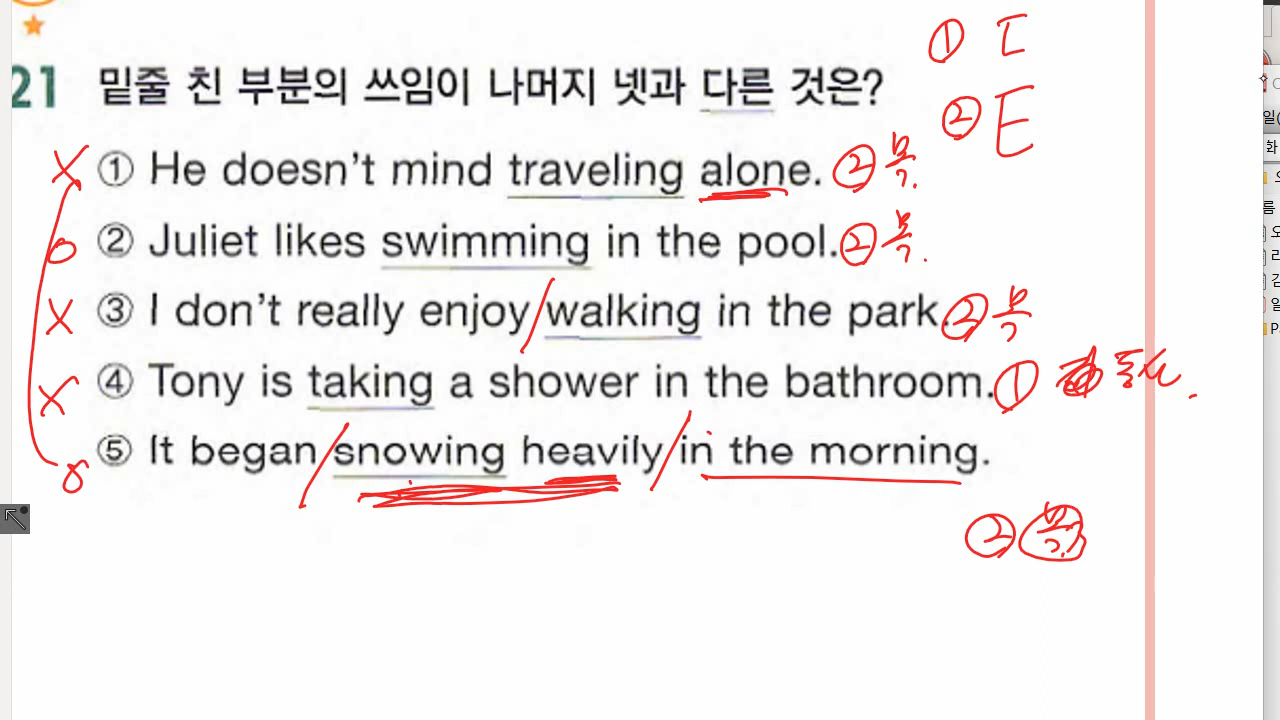 ① E
21 밑줄 친 부분의 쓰임이 나머지 넷과 다른 것은?
② E
X ① He doesn't mind traveling alone. ② 목
o ② Juliet likes swimming in the pool. ② 목
X ③ I don't really enjoy/walking in the park. ② 목
X ④ Tony is taking a shower in the bathroom. ①
⑤ It began/snowing heavily/in the morning.
② 목